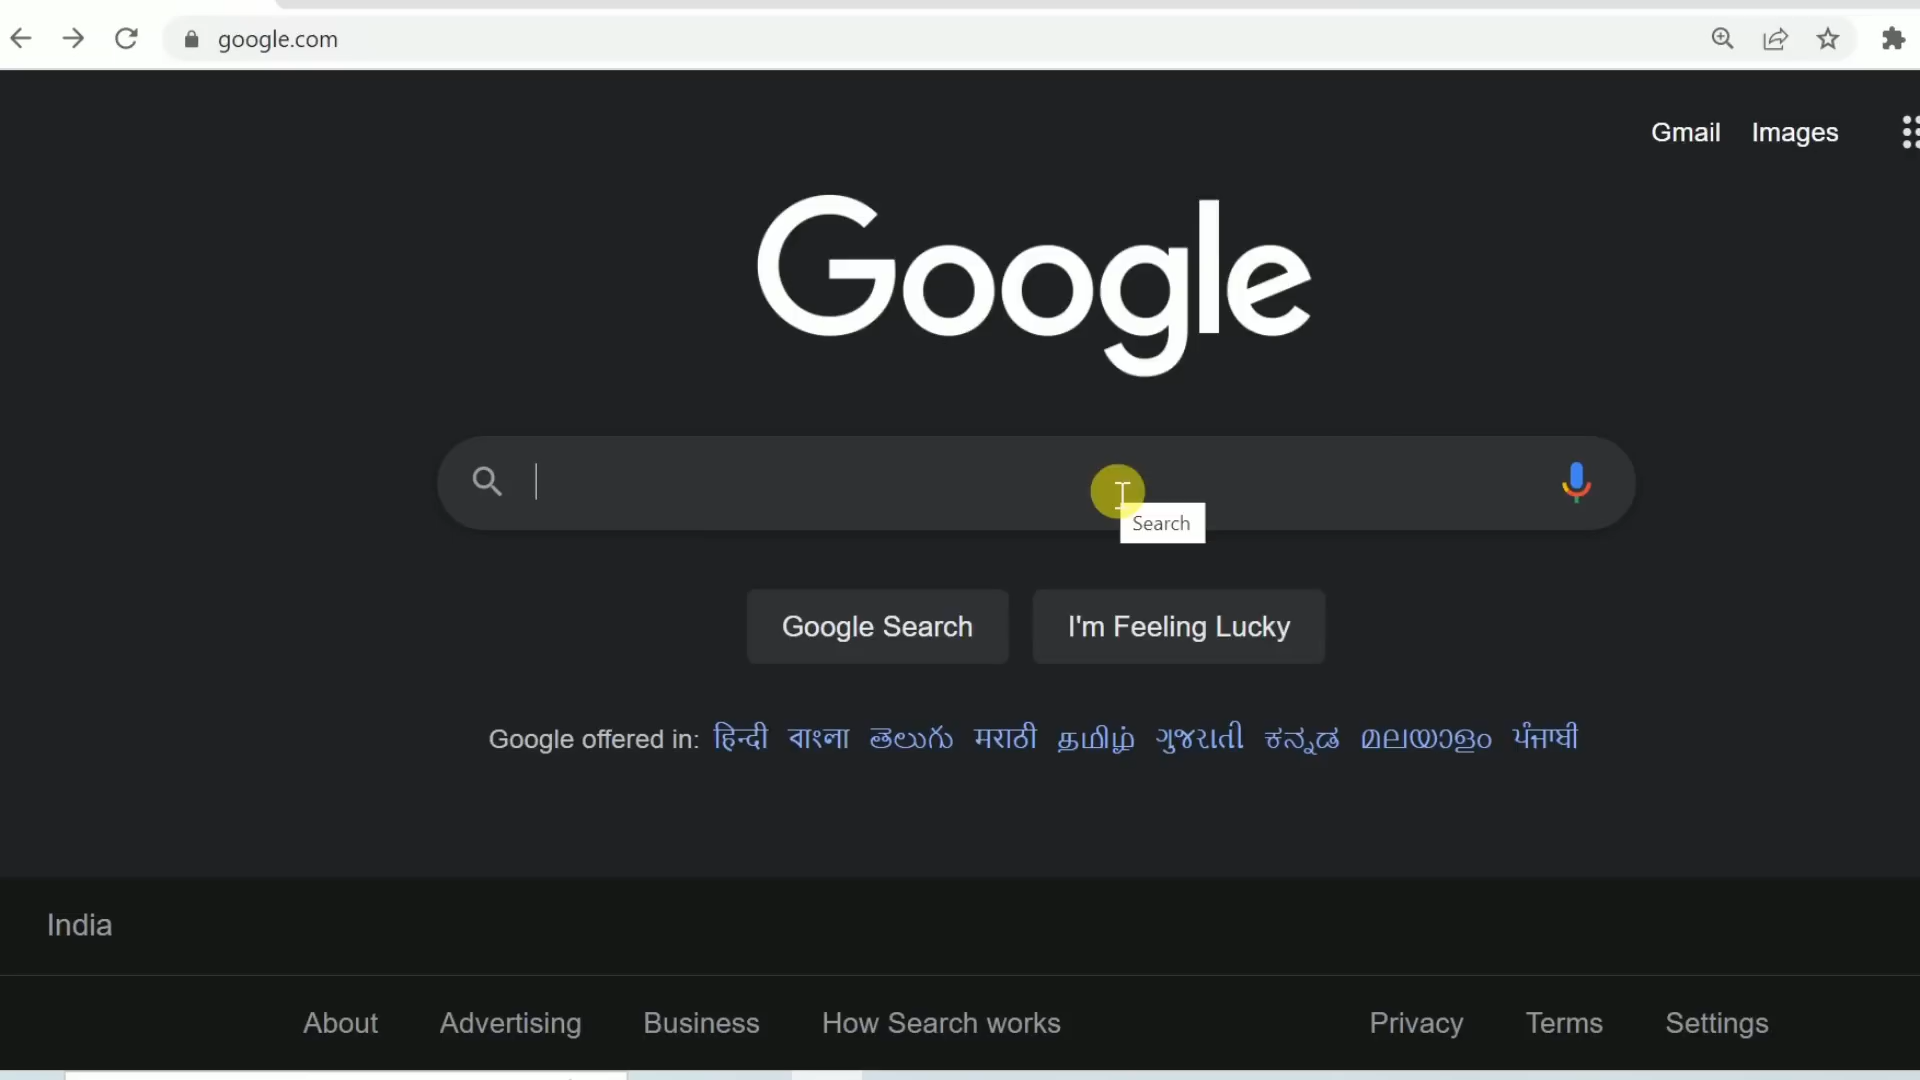 google.com
Gmail Images
Google
Search
Google Search I'm Feeling Lucky
Google offered in: हिन्दी বাংলা తెలుగు मराठी தமிழ் ગુજરાતી ಕನ್ನಡ മലയാളം ਪੰਜਾਬੀ
India
About Advertising Business How Search works Privacy Terms Settings